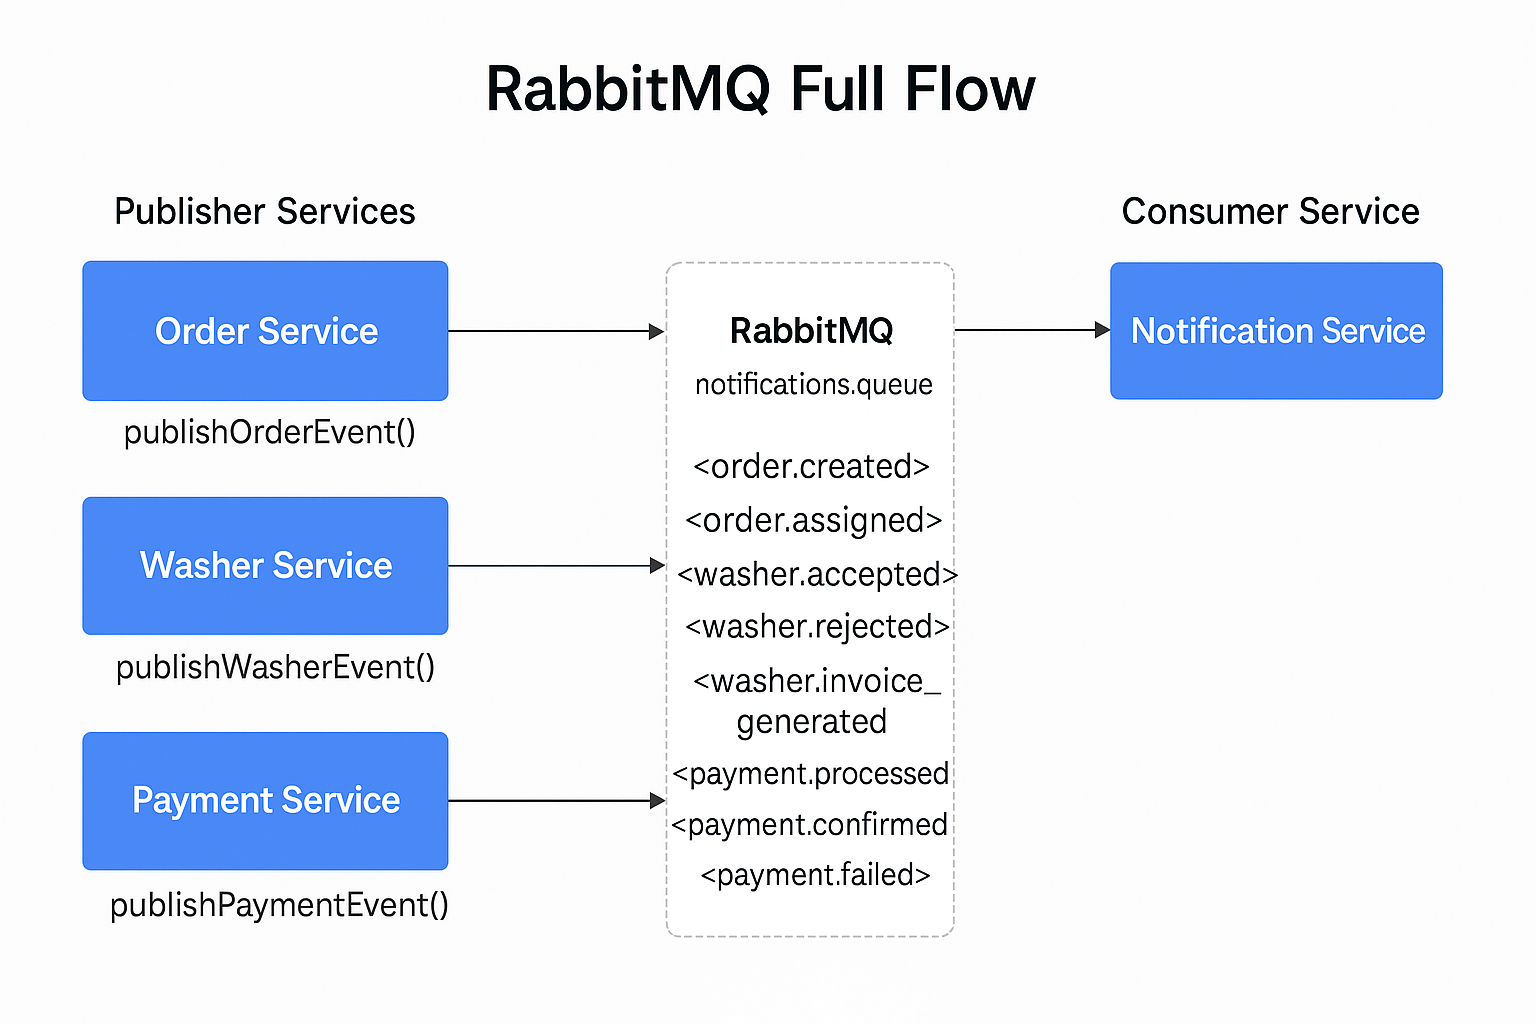 RabbitMQ Full Flow
Publisher Services
Order Service
publishOrderEvent()
Washer Service
publishWasherEvent()
Payment Service
publishPaymentEvent()
RabbitMQ
notifications.queue
<order.created>
<order.assigned>
<washer.accepted>
<washer.rejected>
<washer.invoice_
generated
<payment.processed
<payment.confirmed
<payment.failed>
Consumer Service
Notification Service